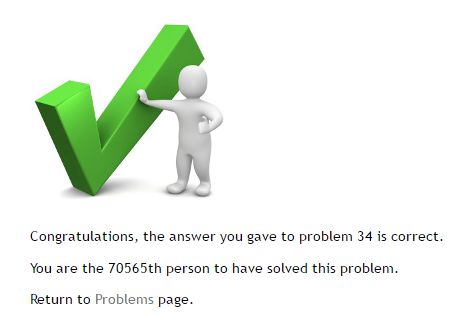 Congratulations, the answer you gave to problem 34 is correct.
You are the 70565th person to have solved this problem.
Return to Problems page.